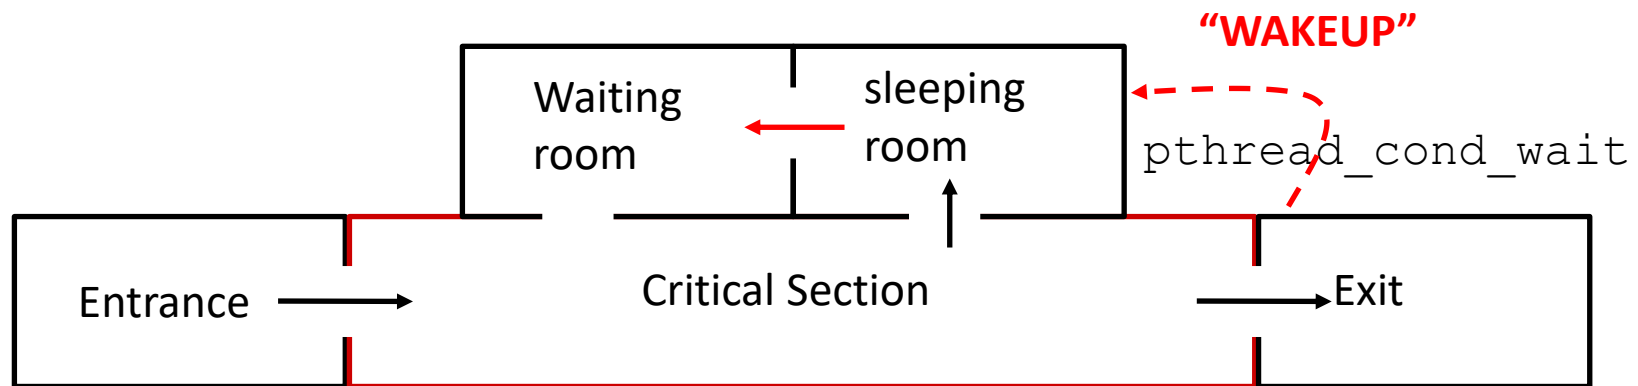 “WAKEUP”
Waiting
room
sleeping
room
pthread_cond_wait
Entrance
Critical Section
Exit